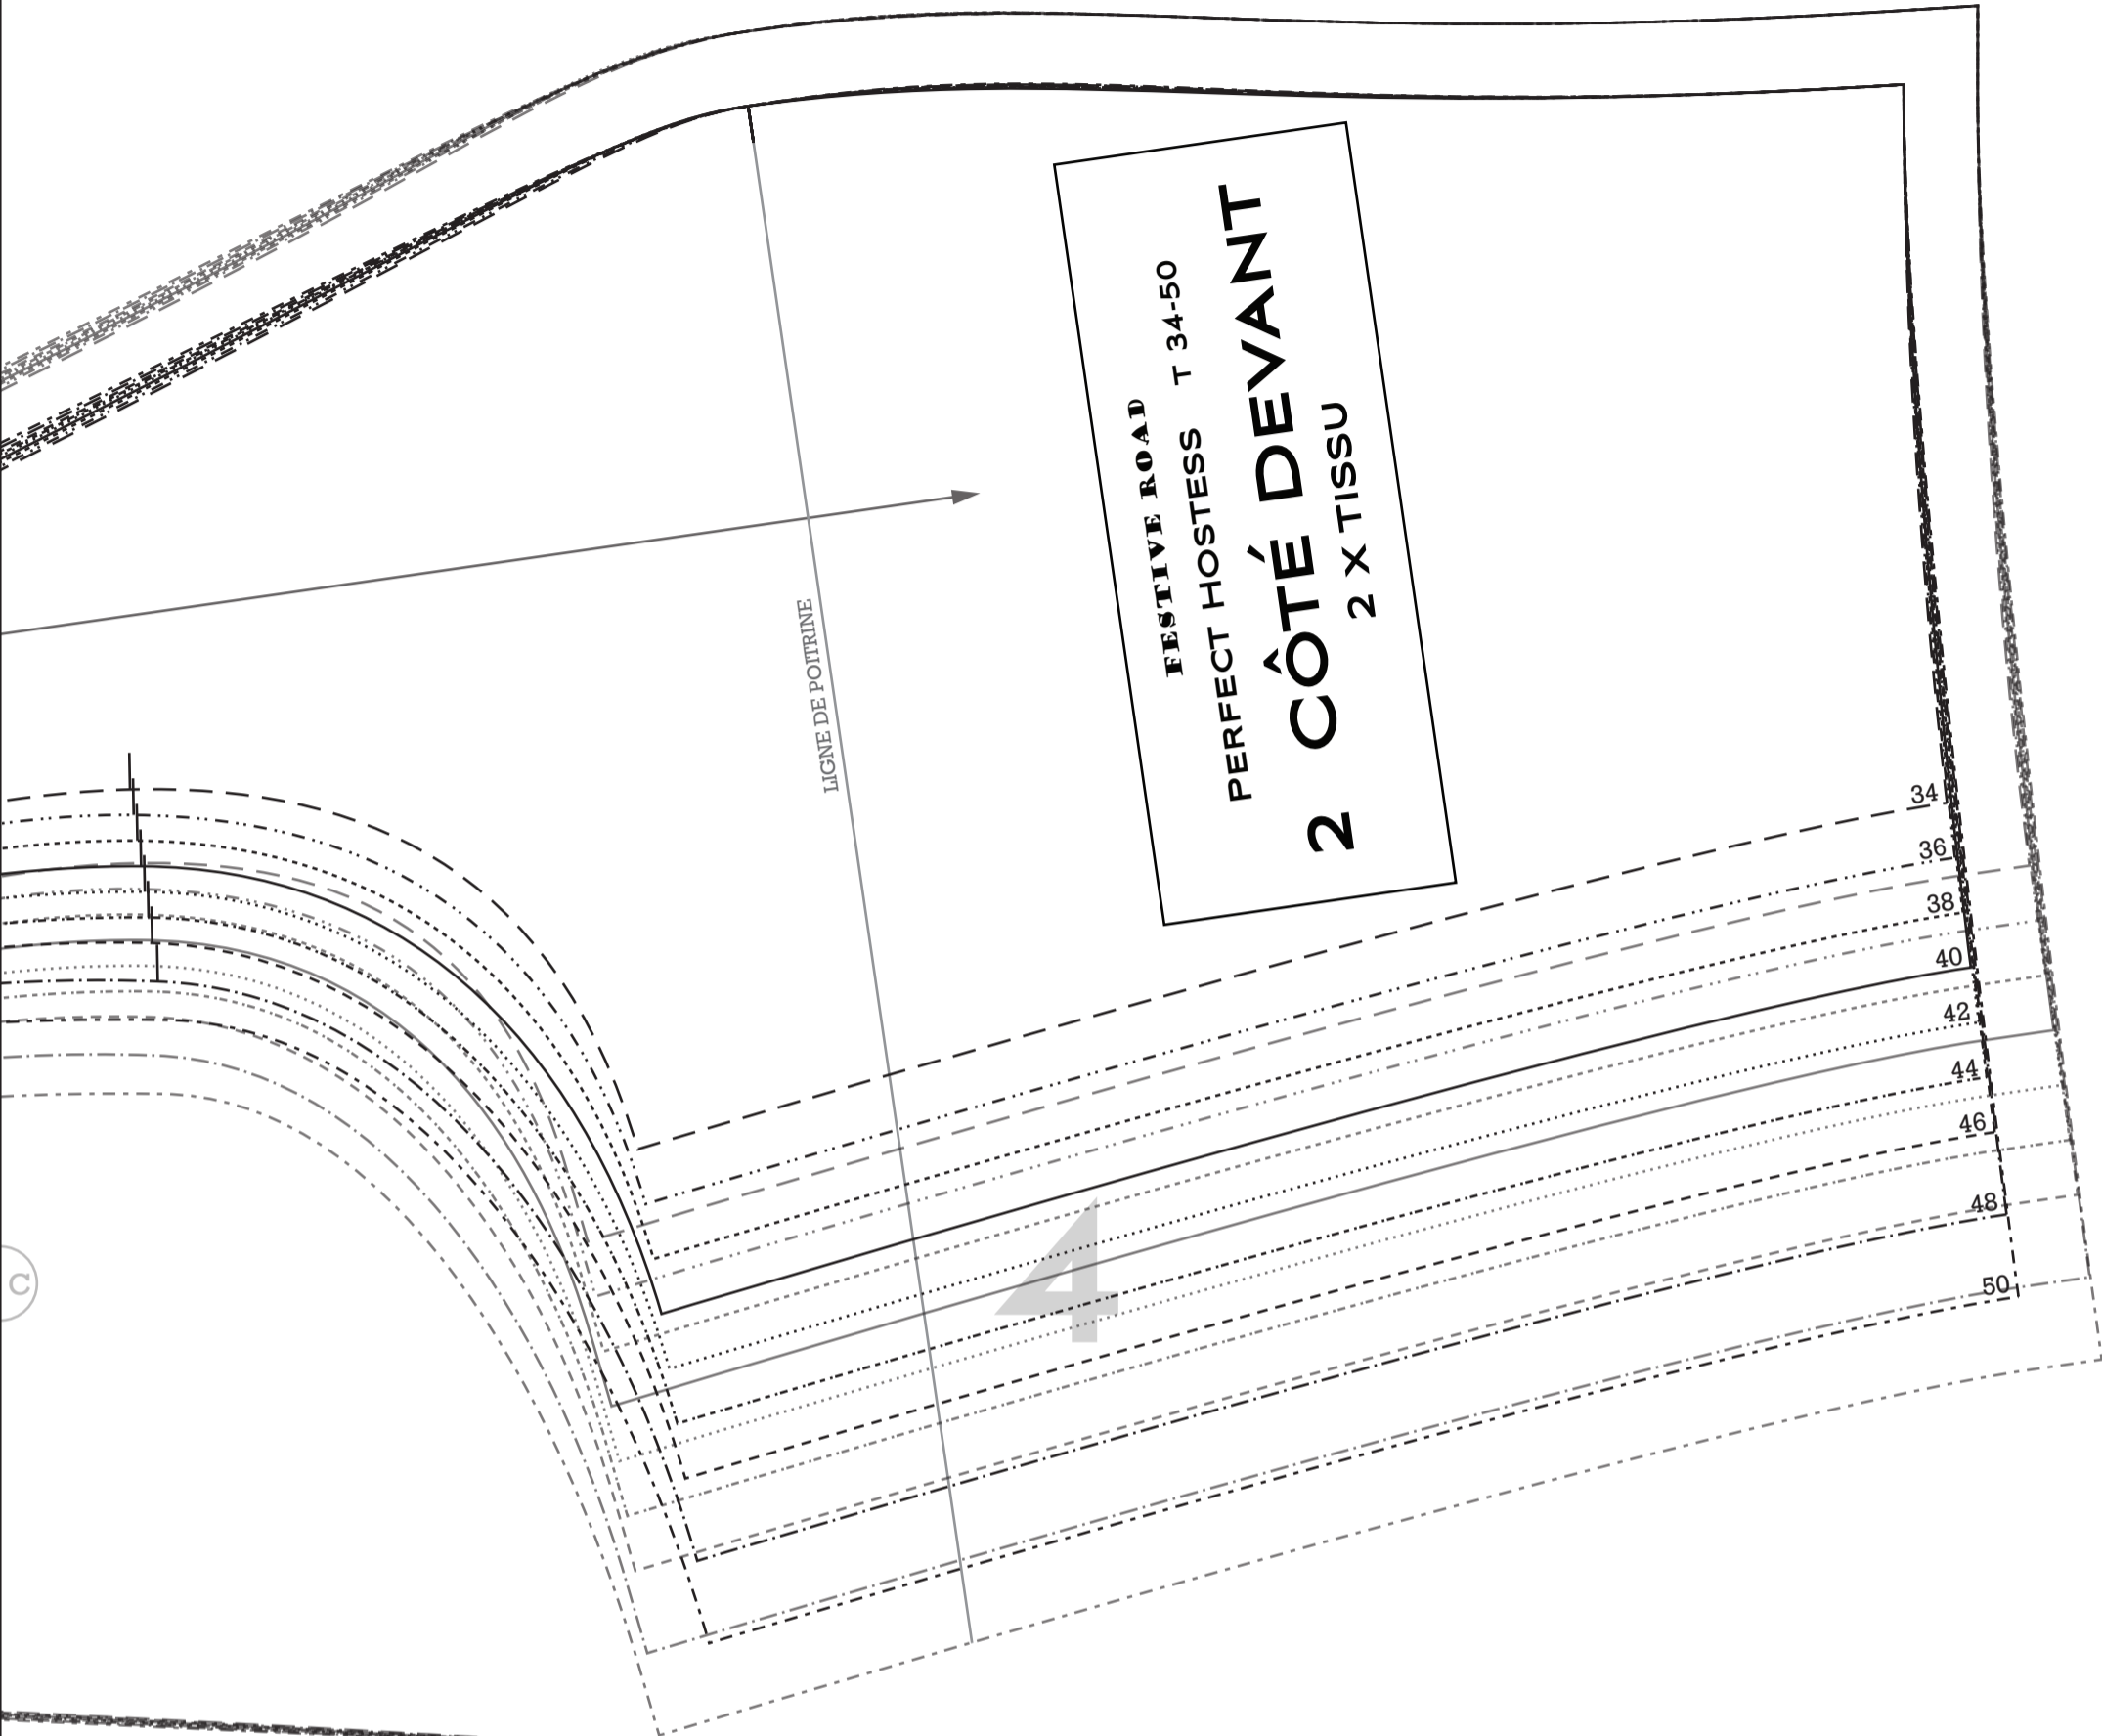 FESTIVE ROAD
PERFECT HOSTESS T 34-50
2 CÔTÉ DEVANT
2 X TISSU
LIGNE DE POITRINE
34
36
38
40
42
44
46
48
50
4
C